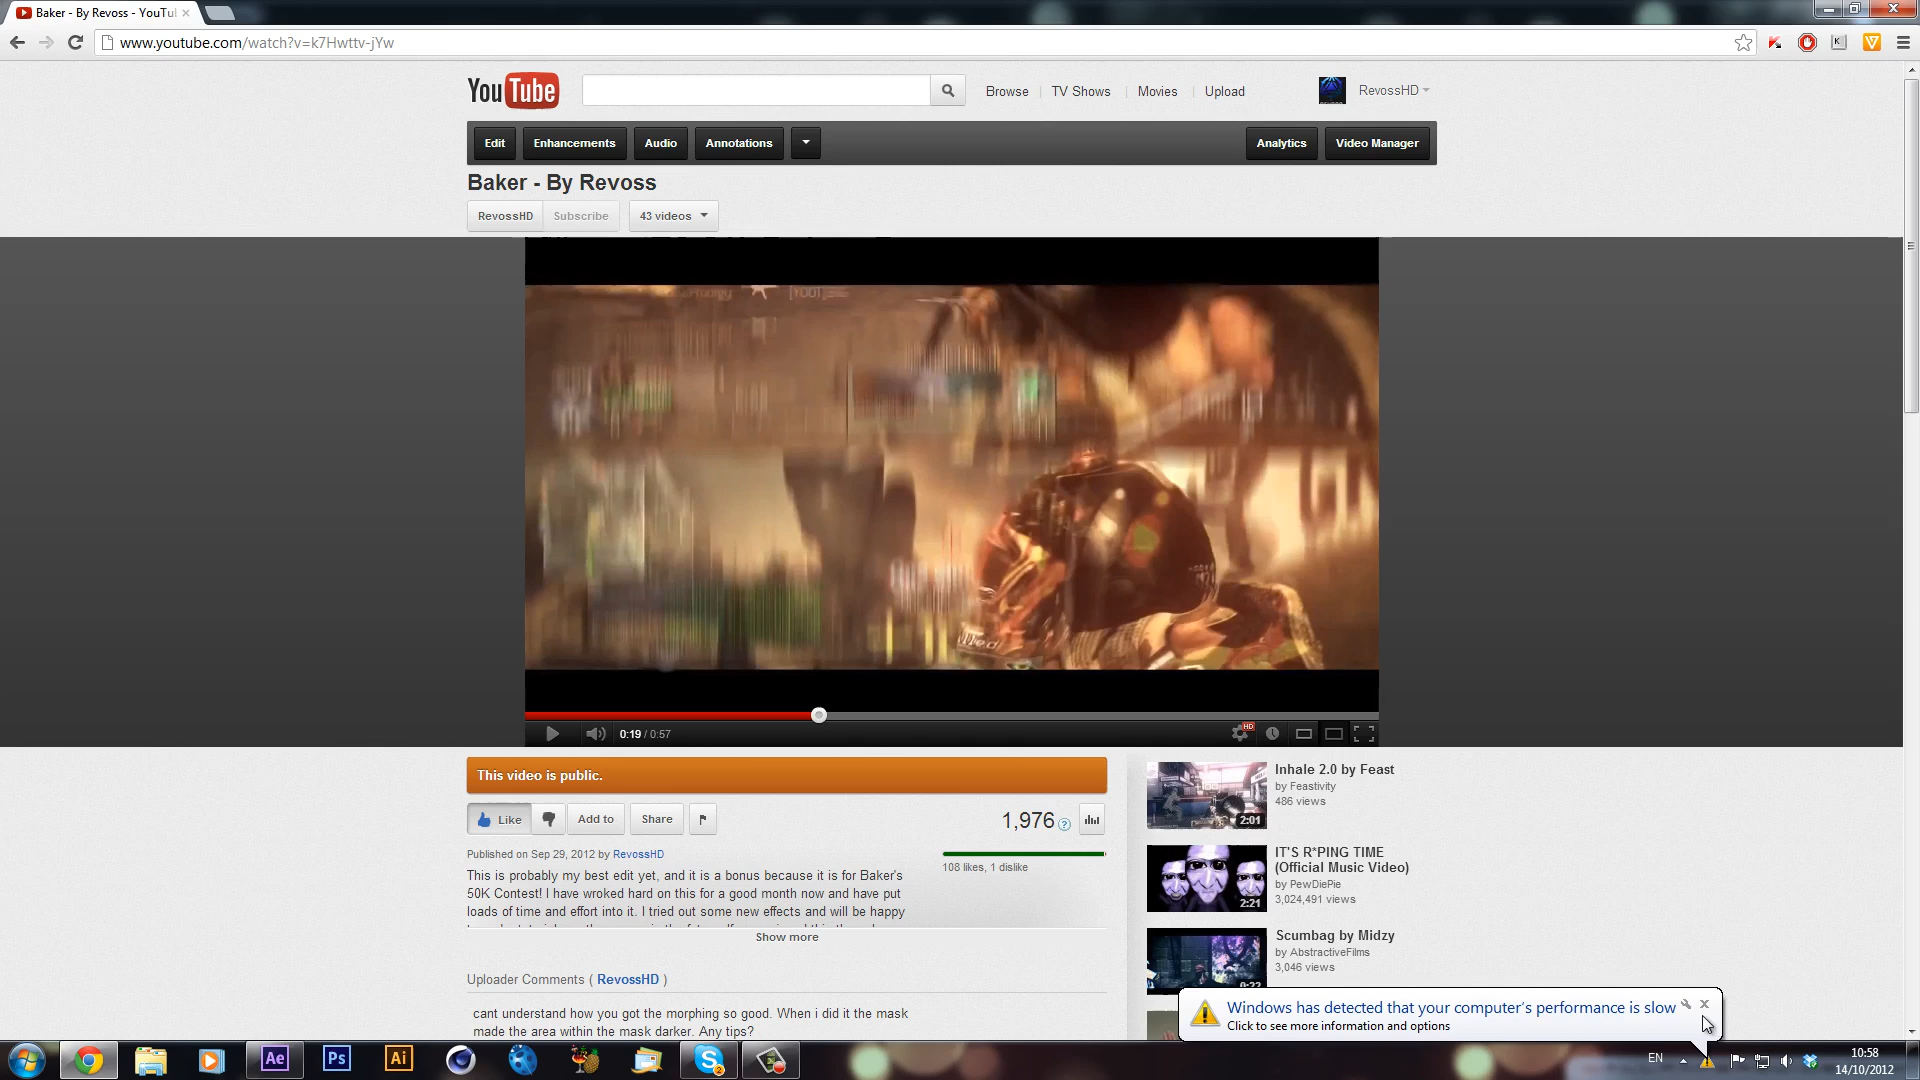 Baker - By Revoss - YouTu
www.youtube.com/watch?v=k7Hwttv-jYw
YouTube
Browse
TV Shows
Movies
Upload
RevossHD
Edit
Enhancements
Audio
Annotations
Analytics
Video Manager
Baker - By Revoss
RevossHD
Subscribe
43 videos
[YOOT]
0:19 / 0:57
HD
This video is public.
Like
Add to
Share
1,976
Published on Sep 29, 2012 by RevossHD
108 likes, 1 dislike
This is probably my best edit yet, and it is a bonus because it is for Baker's
50K Contest! I have wroked hard on this for a good month now and have put
loads of time and effort into it. I tried out some new effects and will be happy
Show more
Uploader Comments ( RevossHD )
cant understand how you got the morphing so good. When i did it the mask
made the area within the mask darker. Any tips?
2:01
Inhale 2.0 by Feast
by Feastivity
486 views
2:21
IT'S R*PING TIME
(Official Music Video)
by PewDiePie
3,024,491 views
0:22
Scumbag by Midzy
by AbstractiveFilms
3,046 views
Windows has detected that your computer's performance is slow
Click to see more information and options
Ae
Ps
Ai
2
EN
10:58
14/10/2012